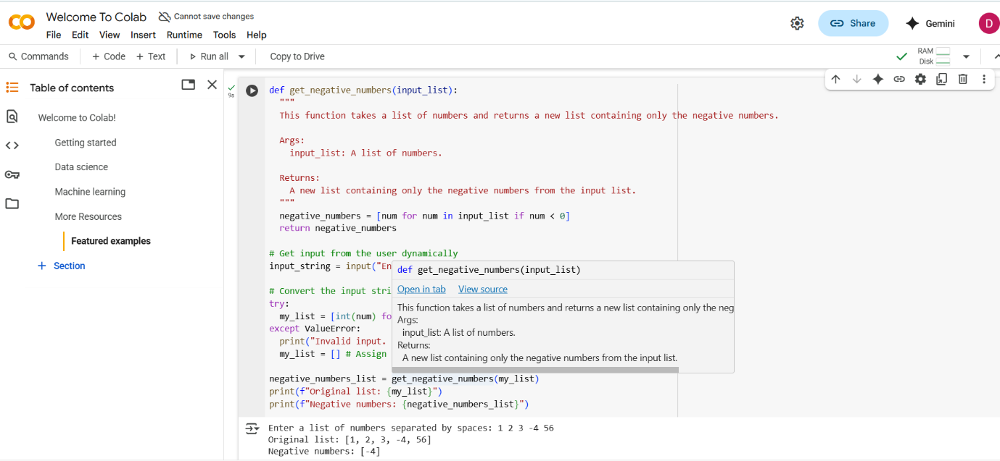 Welcome To Colab
Cannot save changes
File Edit View Insert Runtime Tools Help
Share
Gemini
D
Commands + Code + Text Run all Copy to Drive
RAM
Disk
Table of contents
Welcome to Colab!
Getting started
Data science
Machine learning
More Resources
Featured examples
+ Section
9s
def get_negative_numbers(input_list):
"""
This function takes a list of numbers and returns a new list containing only the negative numbers.
Args:
input_list: A list of numbers.
Returns:
A new list containing only the negative numbers from the input list.
"""
negative_numbers = [num for num in input_list if num < 0]
return negative_numbers
# Get input from the user dynamically
input_string = input("En
# Convert the input stri
try:
my_list = [int(num) fo
except ValueError:
print("Invalid input.
my_list = [] # Assign
def get_negative_numbers(input_list)
Open in tab View source
This function takes a list of numbers and returns a new list containing only the neg
Args:
input_list: A list of numbers.
Returns:
A new list containing only the negative numbers from the input list.
negative_numbers_list = get_negative_numbers(my_list)
print(f"Original list: {my_list}")
print(f"Negative numbers: {negative_numbers_list}")
Enter a list of numbers separated by spaces: 1 2 3 -4 56
Original list: [1, 2, 3, -4, 56]
Negative numbers: [-4]